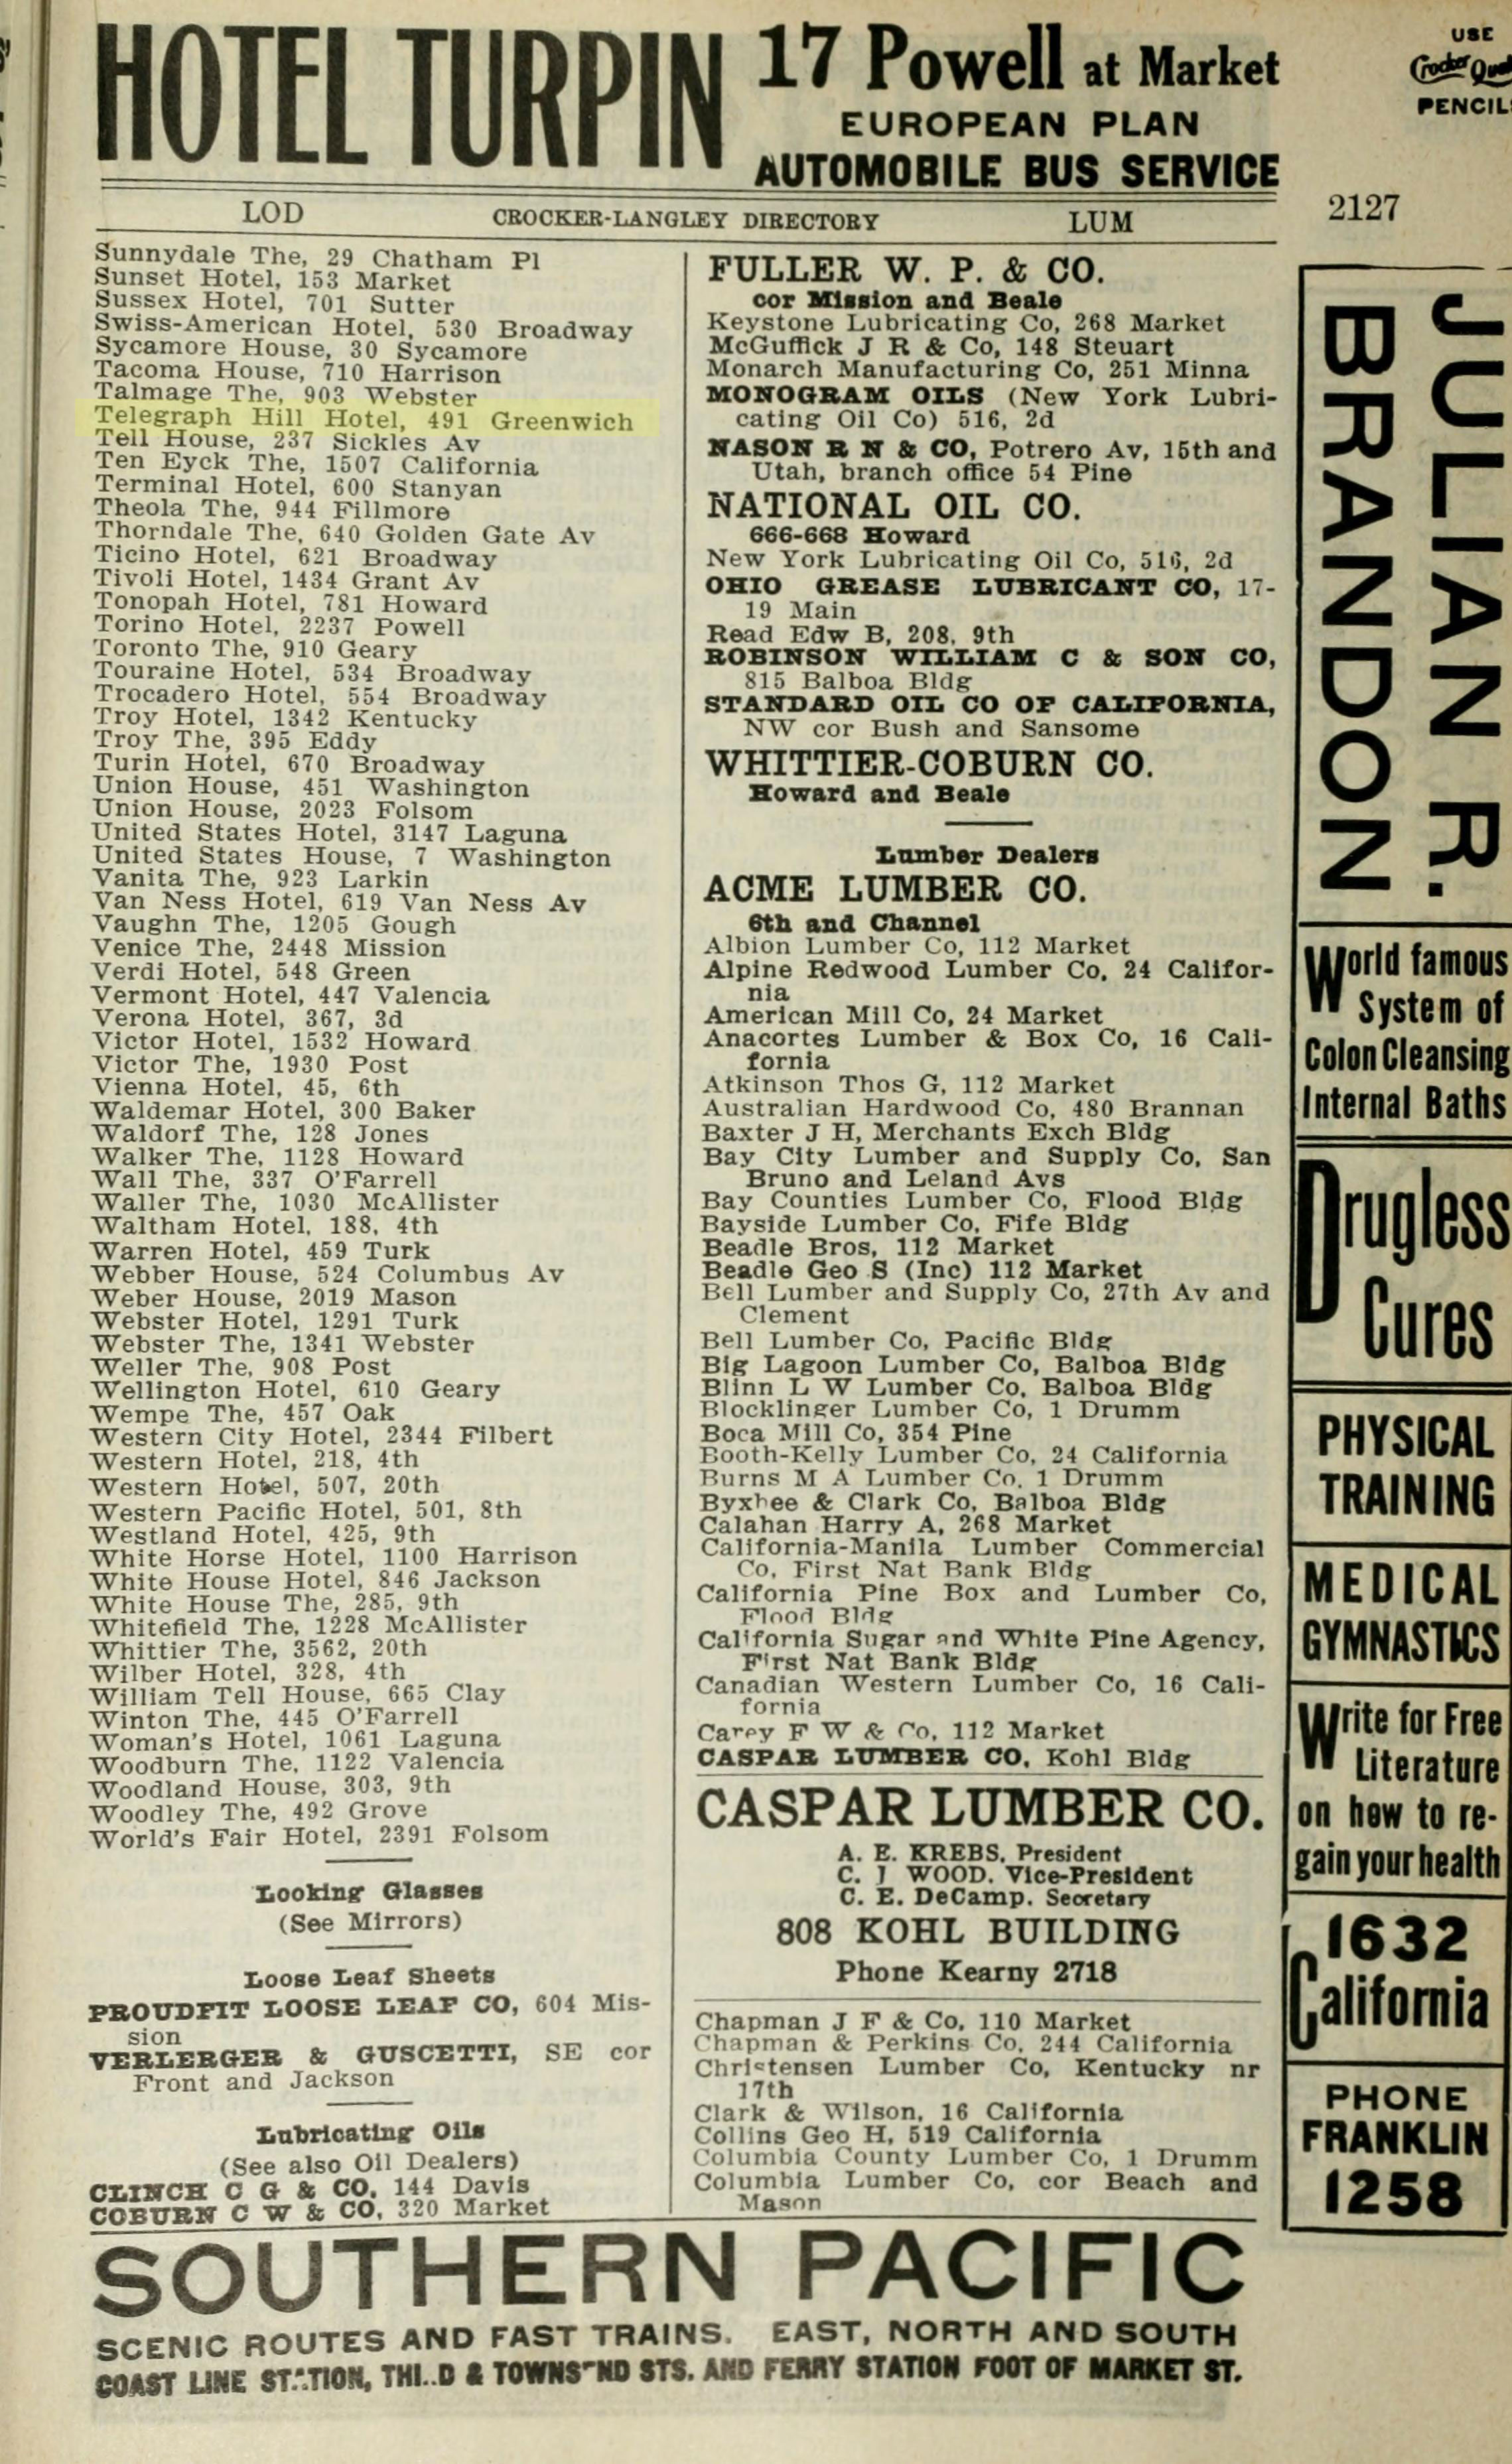 HOTEL TURPIN
17 Powell at Market
EUROPEAN PLAN
AUTOMOBILE BUS SERVICE
USE
Crocker
PENCIL
LOD
CROCKER-LANGLEY DIRECTORY
LUM
2127
Sunnydale The, 29 Chatham Pl
Sunset Hotel, 153 Market
Sussex Hotel, 701 Sutter
Swiss-American Hotel, 530 Broadway
Sycamore House, 30 Sycamore
Tacoma House, 710 Harrison
Talmage The, 903 Webster
Telegraph Hill Hotel, 491 Greenwich
Tell House, 237 Sickles Av
Ten Eyck The, 1507 California
Terminal Hotel, 600 Stanyan
Theola The, 944 Fillmore
Thorndale The, 640 Golden Gate Av
Ticino Hotel, 621 Broadway
Tivoli Hotel, 1434 Grant Av
Tonopah Hotel, 781 Howard
Torino Hotel, 2237 Powell
Toronto The, 910 Geary
Touraine Hotel, 534 Broadway
Trocadero Hotel, 554 Broadway
Troy Hotel, 1342 Kentucky
Troy The, 395 Eddy
Turin Hotel, 670 Broadway
Union House, 451 Washington
Union House, 2023 Folsom
United States Hotel, 3147 Laguna
United States House, 7 Washington
Vanita The, 923 Larkin
Van Ness Hotel, 619 Van Ness Av
Vaughn The, 1205 Gough
Venice The, 2448 Mission
Verdi Hotel, 548 Green
Vermont Hotel, 447 Valencia
Verona Hotel, 367, 3d
Victor Hotel, 1532 Howard
Victor The, 1930 Post
Vienna Hotel, 45, 6th
Waldemar Hotel, 300 Baker
Waldorf The, 128 Jones
Walker The, 1128 Howard
Wall The, 337 O'Farrell
Waller The, 1030 McAllister
Waltham Hotel, 188, 4th
Warren Hotel, 459 Turk
Webber House, 524 Columbus Av
Weber House, 2019 Mason
Webster Hotel, 1291 Turk
Webster The, 1341 Webster
Weller The, 908 Post
Wellington Hotel, 610 Geary
Wempe The, 457 Oak
Western City Hotel, 2344 Filbert
Western Hotel, 218, 4th
Western Hotel, 507, 20th
Western Pacific Hotel, 501, 8th
Westland Hotel, 425, 9th
White Horse Hotel, 1100 Harrison
White House Hotel, 846 Jackson
White House The, 285, 9th
Whitefield The, 1228 McAllister
Whittier The, 3562, 20th
Wilber Hotel, 328, 4th
William Tell House, 665 Clay
Winton The, 445 O'Farrell
Woman's Hotel, 1061 Laguna
Woodburn The, 1122 Valencia
Woodland House, 303, 9th
Woodley The, 492 Grove
World's Fair Hotel, 2391 Folsom
Looking Glasses
(See Mirrors)
Loose Leaf Sheets
PROUDFIT LOOSE LEAF CO, 604 Mis-
sion
VERLERGER & GUSCETTI, SE cor
Front and Jackson
Lubricating Oils
(See also Oil Dealers)
CLINCH C G & CO, 144 Davis
COBURN C W & CO, 320 Market
FULLER W. P. & CO.
cor Mission and Beale
Keystone Lubricating Co, 268 Market
McGuffick J R & Co, 148 Steuart
Monarch Manufacturing Co, 251 Minna
MONOGRAM OILS (New York Lubri-
cating Oil Co) 516, 2d
NASON R N & CO, Potrero Av, 15th and
Utah, branch office 54 Pine
NATIONAL OIL CO.
666-668 Howard
New York Lubricating Oil Co, 516, 2d
OHIO GREASE LUBRICANT CO, 17-
19 Main
Read Edw B, 208, 9th
ROBINSON WILLIAM C & SON CO,
815 Balboa Bldg
STANDARD OIL CO OF CALIFORNIA,
NW cor Bush and Sansome
WHITTIER-COBURN CO.
Howard and Beale
Lumber Dealers
ACME LUMBER CO.
6th and Channel
Albion Lumber Co, 112 Market
Alpine Redwood Lumber Co, 24 Califor-
nia
American Mill Co, 24 Market
Anacortes Lumber & Box Co, 16 Cali-
fornia
Atkinson Thos G, 112 Market
Australian Hardwood Co, 480 Brannan
Baxter J H, Merchants Exch Bldg
Bay City Lumber and Supply Co, San
Bruno and Leland Avs
Bay Counties Lumber Co, Flood Bldg
Bayside Lumber Co, Fife Bldg
Beadle Bros, 112 Market
Beadle Geo S (Inc) 112 Market
Bell Lumber and Supply Co, 27th Av and
Clement
Bell Lumber Co, Pacific Bldg
Big Lagoon Lumber Co, Balboa Bldg
Blinn L W Lumber Co, Balboa Bldg
Blocklinger Lumber Co, 1 Drumm
Boca Mill Co, 354 Pine
Booth-Kelly Lumber Co, 24 California
Burns M A Lumber Co, 1 Drumm
Byxbee & Clark Co, Balboa Bldg
Calahan Harry A, 268 Market
California-Manila Lumber Commercial
Co, First Nat Bank Bldg
California Pine Box and Lumber Co,
Flood Bldg
California Sugar and White Pine Agency,
First Nat Bank Bldg
Canadian Western Lumber Co, 16 Cali-
fornia
Carey F W & Co, 112 Market
CASPAR LUMBER CO, Kohl Bldg
CASPAR LUMBER CO.
A. E. KREBS, President
C. J WOOD. Vice-President
C. E. DeCamp. Secretary
808 KOHL BUILDING
Phone Kearny 2718
Chapman J F & Co, 110 Market
Chapman & Perkins Co, 244 California
Christensen Lumber Co, Kentucky nr
17th
Clark & Wilson, 16 California
Collins Geo H, 519 California
Columbia County Lumber Co, 1 Drumm
Columbia Lumber Co, cor Beach and
Mason
JULIAN R.
BRANDON
World famous
System of
Colon Cleansing
Internal Baths
Drugless
Cures
PHYSICAL
TRAINING
MEDICAL
GYMNASTICS
Write for Free
Literature
on how to re-
gain your health
1632
California
PHONE
FRANKLIN
1258
SOUTHERN PACIFIC
SCENIC ROUTES AND FAST TRAINS. EAST, NORTH AND SOUTH
COAST LINE STATION, THIRD & TOWNSEND STS. AND FERRY STATION FOOT OF MARKET ST.